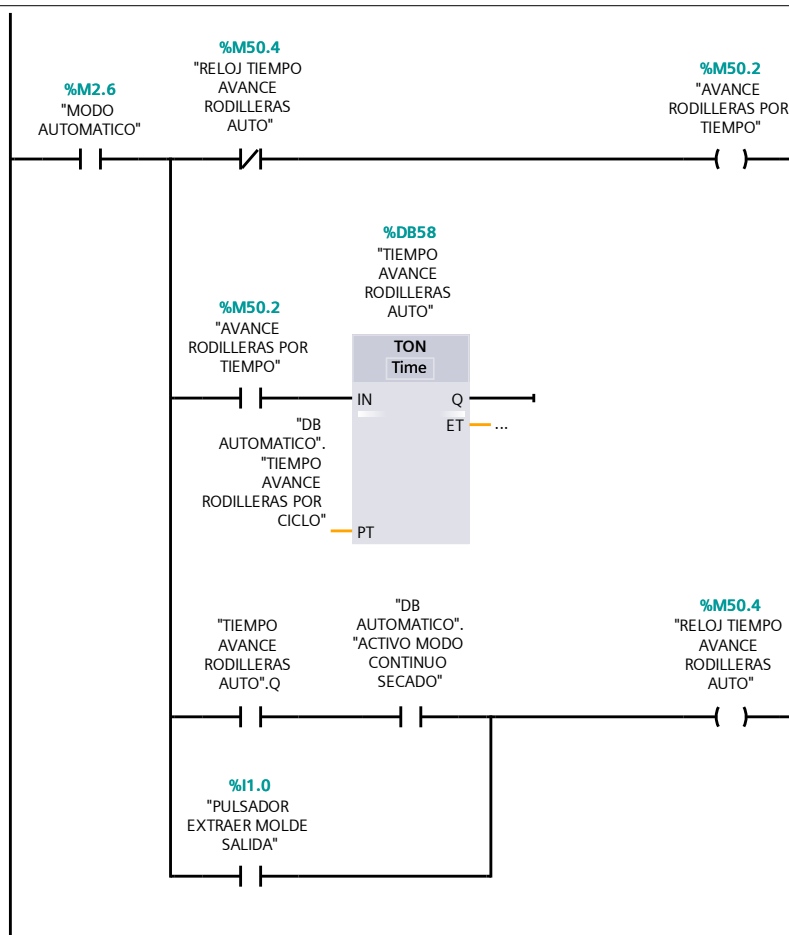 %M2.6
"MODO
AUTOMATICO"
%M50.4
"RELOJ TIEMPO
AVANCE
RODILLERAS
AUTO"
%M50.2
"AVANCE
RODILLERAS POR
TIEMPO"
%DB58
"TIEMPO
AVANCE
RODILLERAS
AUTO"
%M50.2
"AVANCE
RODILLERAS POR
TIEMPO"
TON
Time
IN
Q
ET
...
"DB
AUTOMATICO".
"TIEMPO
AVANCE
RODILLERAS POR
CICLO"
PT
"TIEMPO
AVANCE
RODILLERAS
AUTO".Q
"DB
AUTOMATICO".
"ACTIVO MODO
CONTINUO
SECADO"
%M50.4
"RELOJ TIEMPO
AVANCE
RODILLERAS
AUTO"
%I1.0
"PULSADOR
EXTRAER MOLDE
SALIDA"